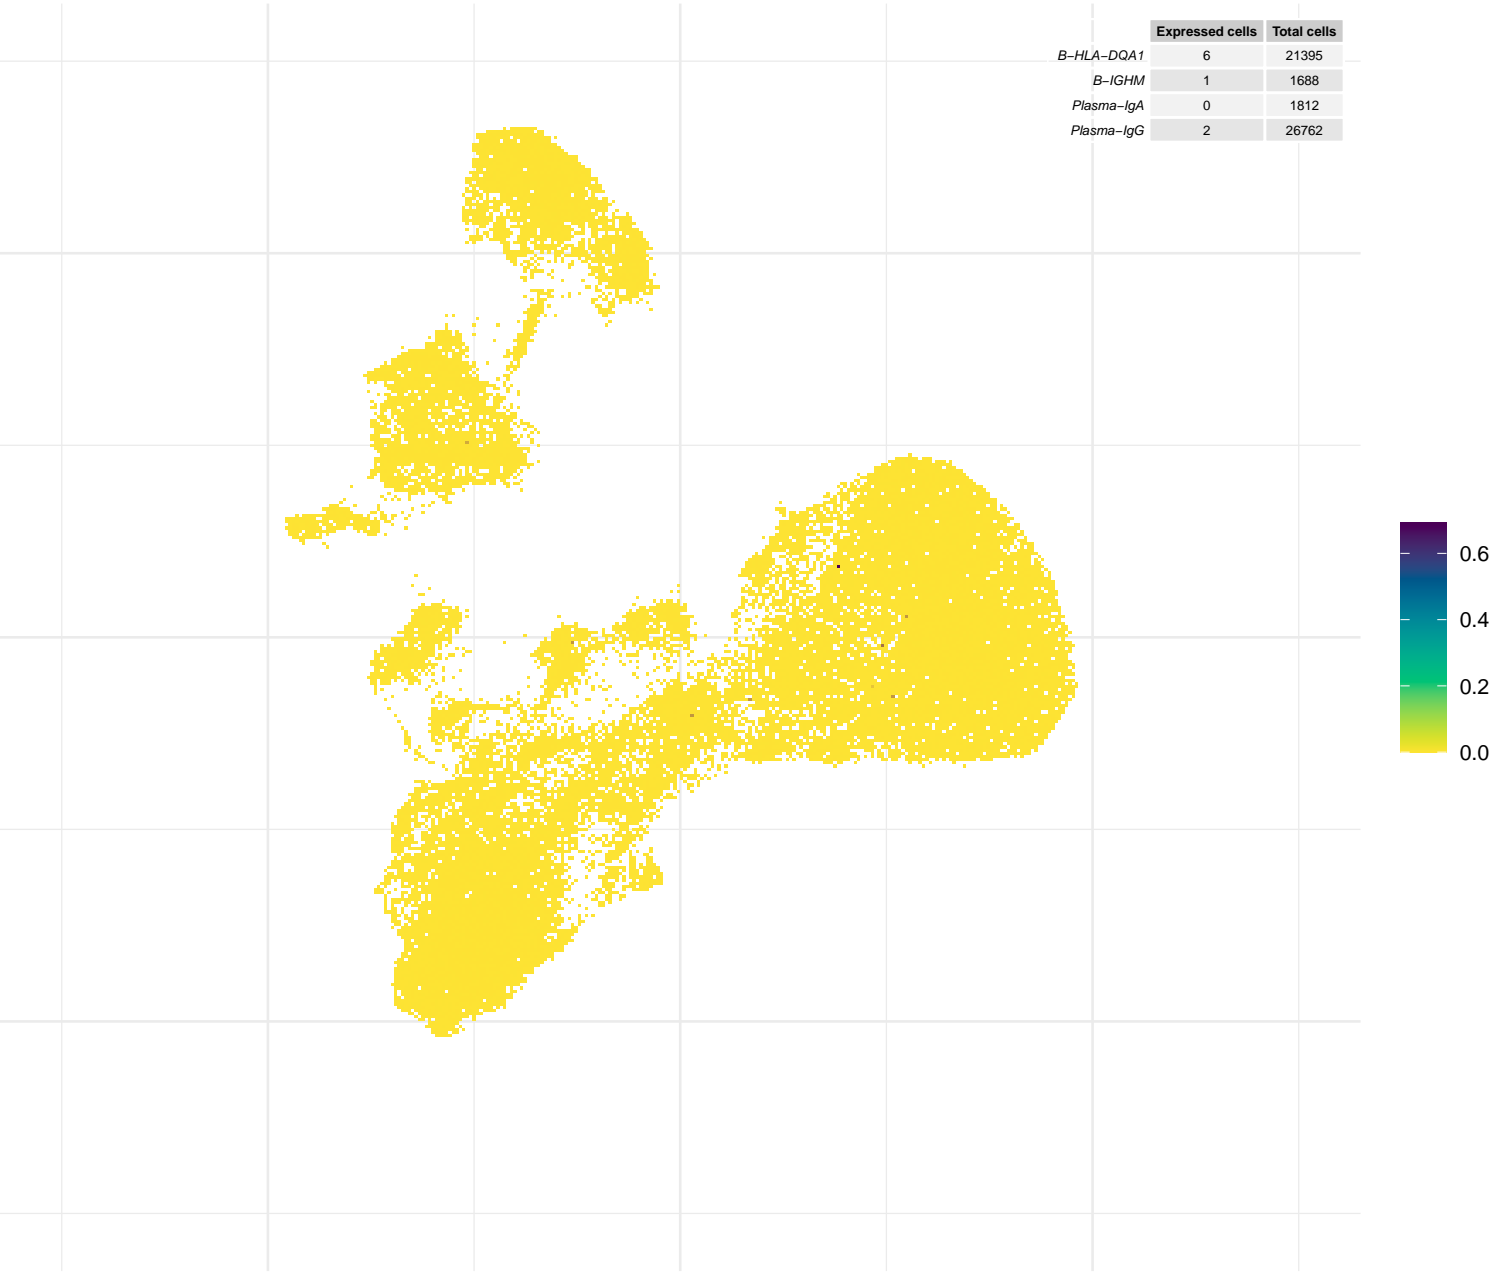 Expressed cells Total cells
B−HLA−DQA1 6 21395
B−IGHM 1 1688
Plasma−IgA 0 1812
Plasma−IgG 2 26762
0.6
0.4
0.2
0.0